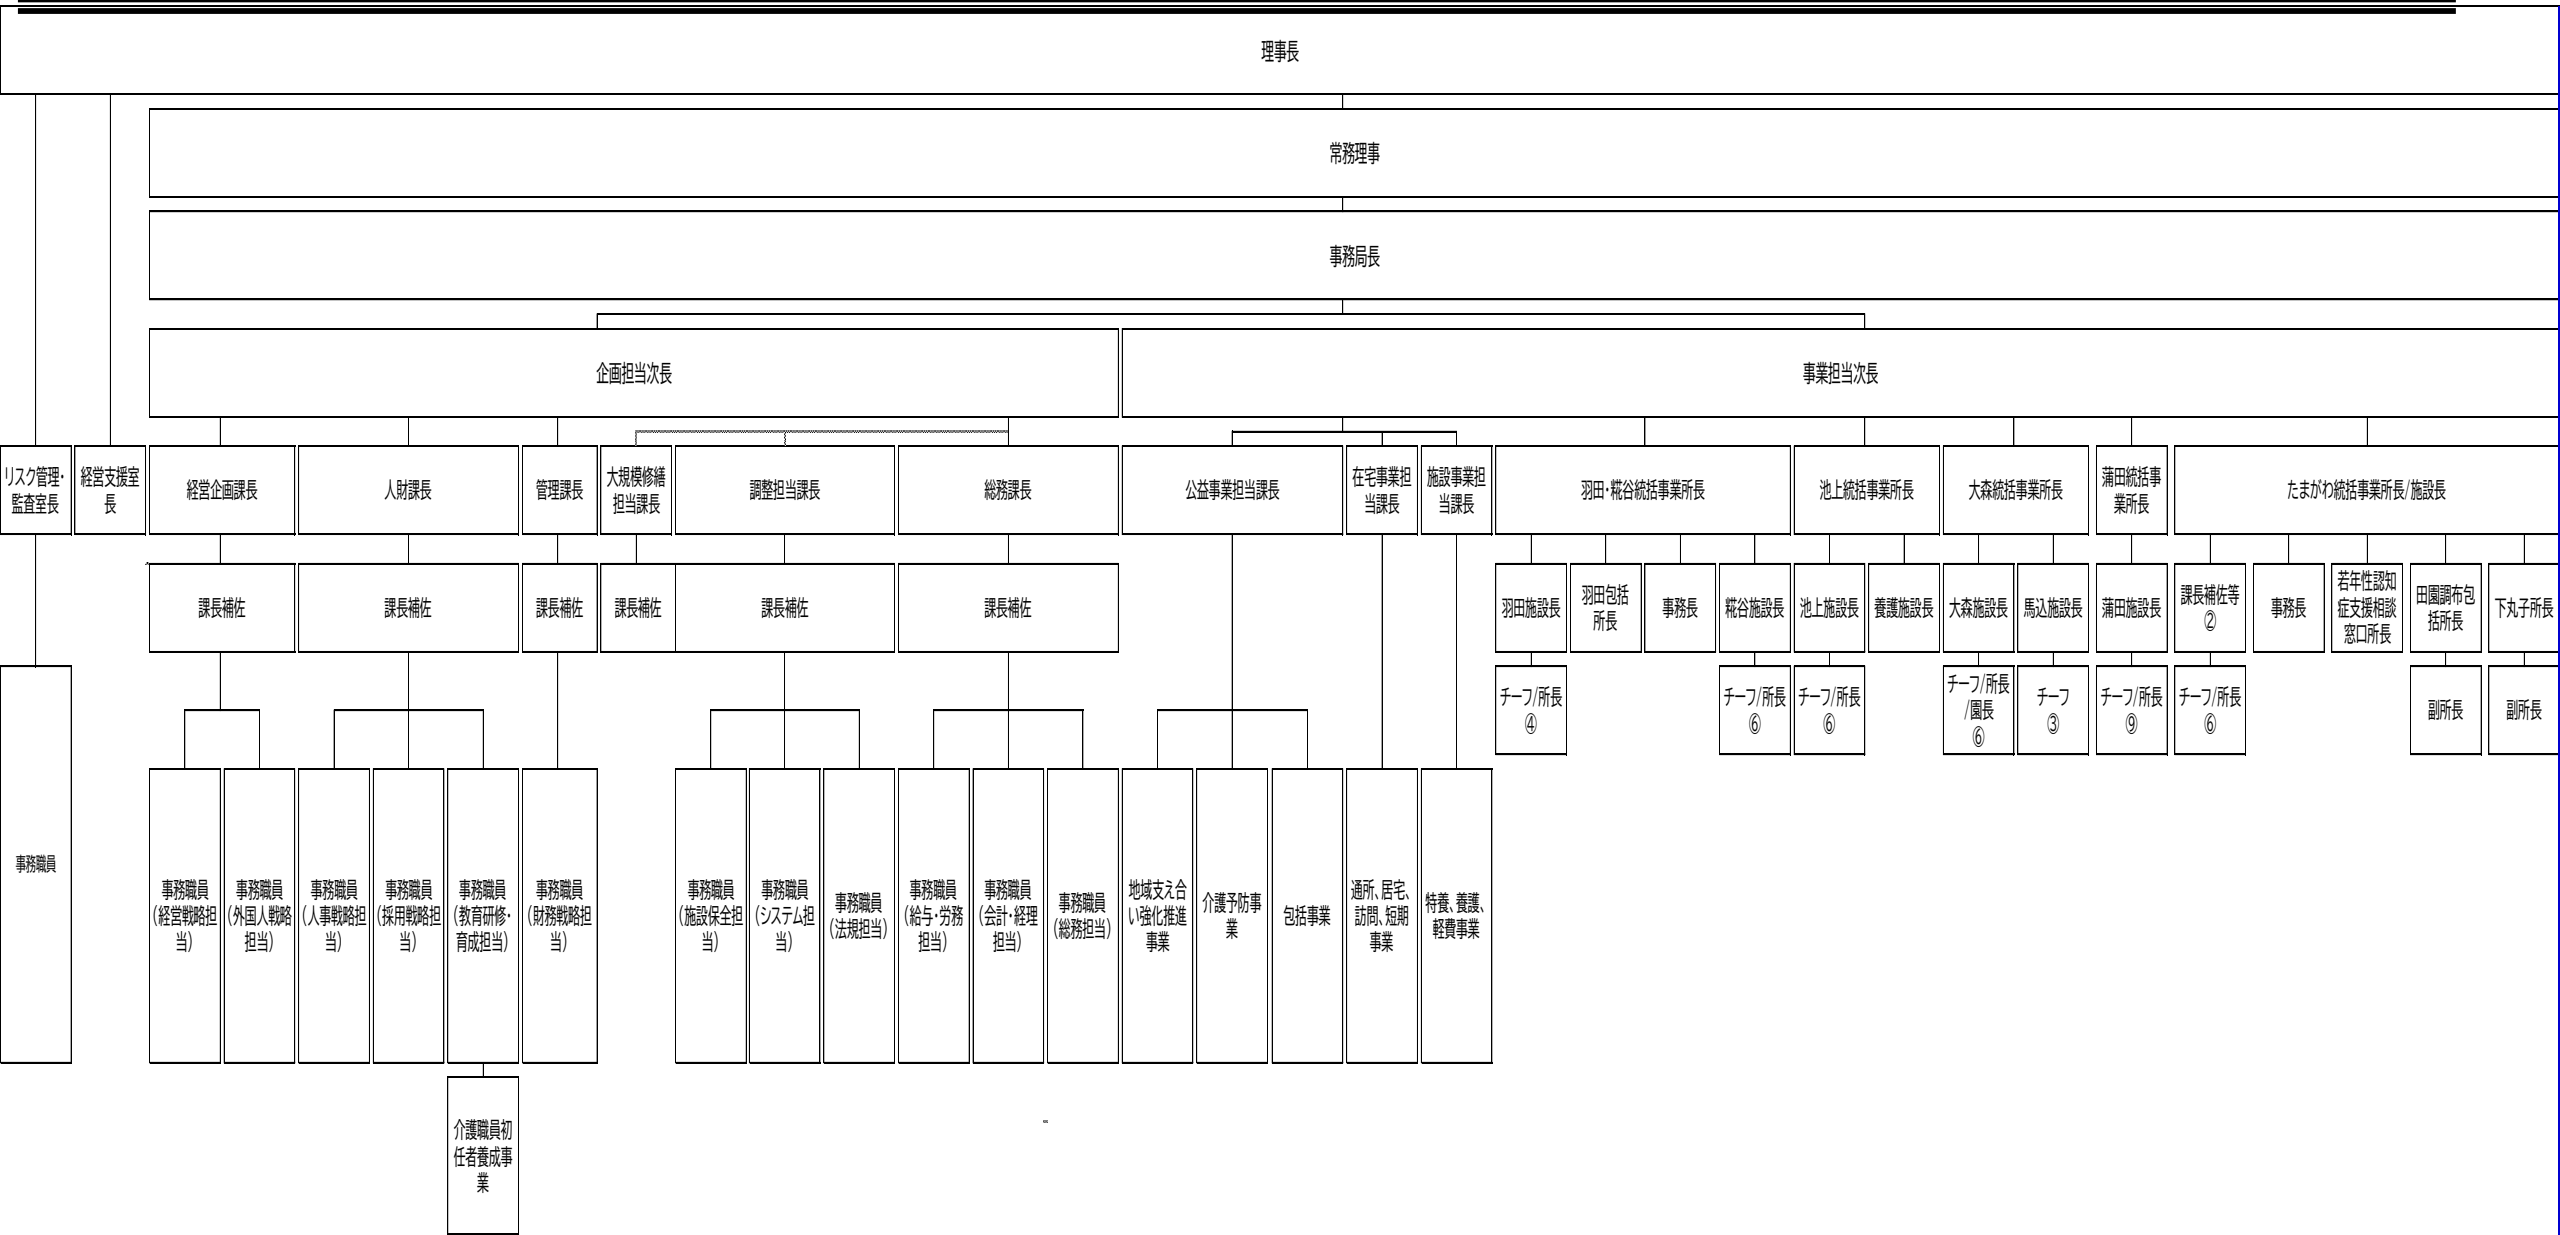 理事長
常務理事
事務局長
企画担当次長
事業担当次長
リスク管理・
監査室長
経営支援室
長
経営企画課長
人財課長
管理課長
大規模修繕
担当課長
調整担当課長
総務課長
公益事業担当課長
在宅事業担
当課長
施設事業担
当課長
羽田・糀谷統括事業所長
池上統括事業所長
大森統括事業所長
蒲田統括事
業所長
たまがわ統括事業所長/施設長
課長補佐
課長補佐
課長補佐
課長補佐
課長補佐
課長補佐
羽田施設長
羽田包括
所長
事務長
糀谷施設長
池上施設長
養護施設長
大森施設長
馬込施設長
蒲田施設長
課長補佐等
②
事務長
若年性認知
症支援相談
窓口所長
田園調布包
括所長
下丸子所長
チーフ/所長
④
チーフ/所長
⑥
チーフ/所長
⑥
チーフ/所長
/園長
⑥
チーフ
③
チーフ/所長
⑨
チーフ/所長
⑥
副所長
副所長
事務職員
事務職員
（経営戦略担
当）
事務職員
（外国人戦略
担当）
事務職員
（人事戦略担
当）
事務職員
（採用戦略担
当）
事務職員
（教育研修・
育成担当）
事務職員
（財務戦略担
当）
事務職員
（施設保全担
当）
事務職員
（システム担
当）
事務職員
（法規担当）
事務職員
（給与・労務
担当）
事務職員
（会計・経理
担当）
事務職員
（総務担当）
地域支え合
い強化推進
事業
介護予防事
業
包括事業
通所、居宅、
訪問、短期
事業
特養、養護、
軽費事業
介護職員初
任者養成事
業